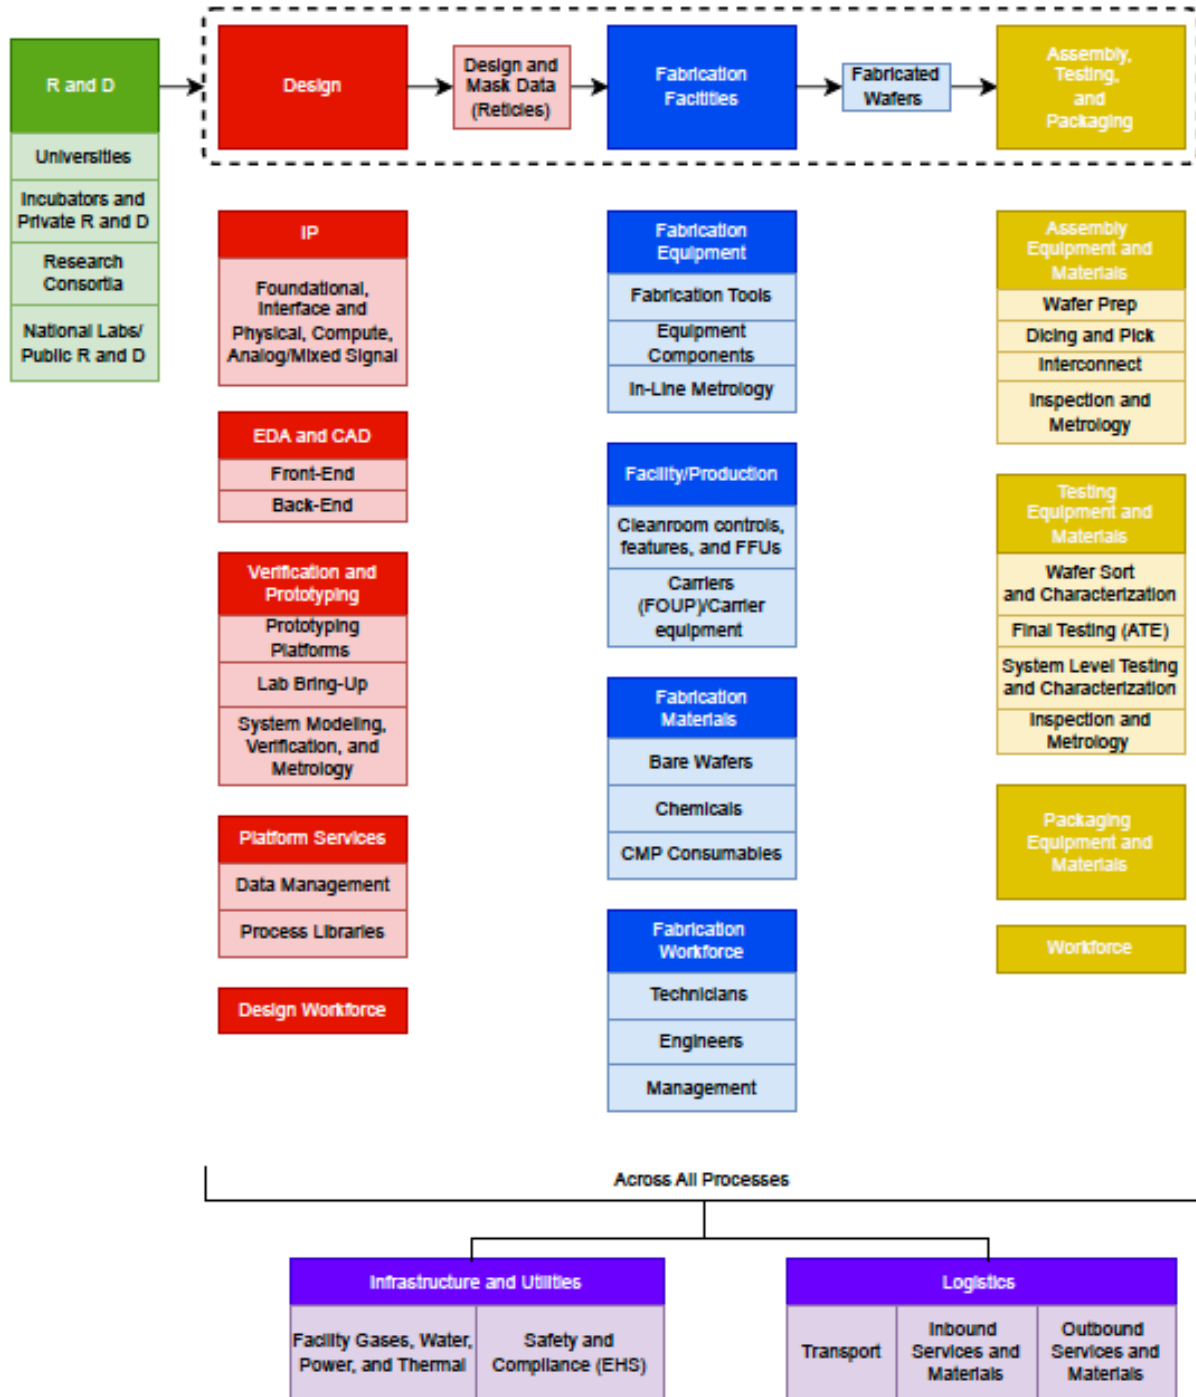 R and D
Design
Design and
Mask Data
(Reticles)
Fabrication
Facitities
Fabricated
Wafers
Assembly,
Testing,
and
Packaging
Universities
Incubators and
Private R and D
Research
Consortia
National Labs/
Public R and D
IP
Foundational,
Interface and
Physical, Compute,
Analog/Mixed Signal
EDA and CAD
Front-End
Back-End
Verification and
Prototyping
Prototyping
Platforms
Lab Bring-Up
System Modeling,
Verification, and
Metrology
Platform Services
Data Management
Process Libraries
Design Workforce
Fabrication
Equipment
Fabrication Tools
Equipment
Components
In-Line Metrology
Facility/Production
Cleanroom controls,
features, and FFUs
Carriers
(FOUP)/Carrier
equipment
Fabrication
Materials
Bare Wafers
Chemicals
CMP Consumables
Fabrication
Workforce
Technicians
Engineers
Management
Assembly
Equipment and
Materials
Wafer Prep
Dicing and Pick
Interconnect
Inspection and
Metrology
Testing
Equipment and
Materials
Wafer Sort
and Characterization
Final Testing (ATE)
System Level Testing
and Characterization
Inspection and
Metrology
Packaging
Equipment and
Materials
Workforce
Across All Processes
Infrastructure and Utilities
Facility Gases, Water,
Power, and Thermal
Safety and
Compliance (EHS)
Logistics
Transport
Inbound
Services and
Materials
Outbound
Services and
Materials